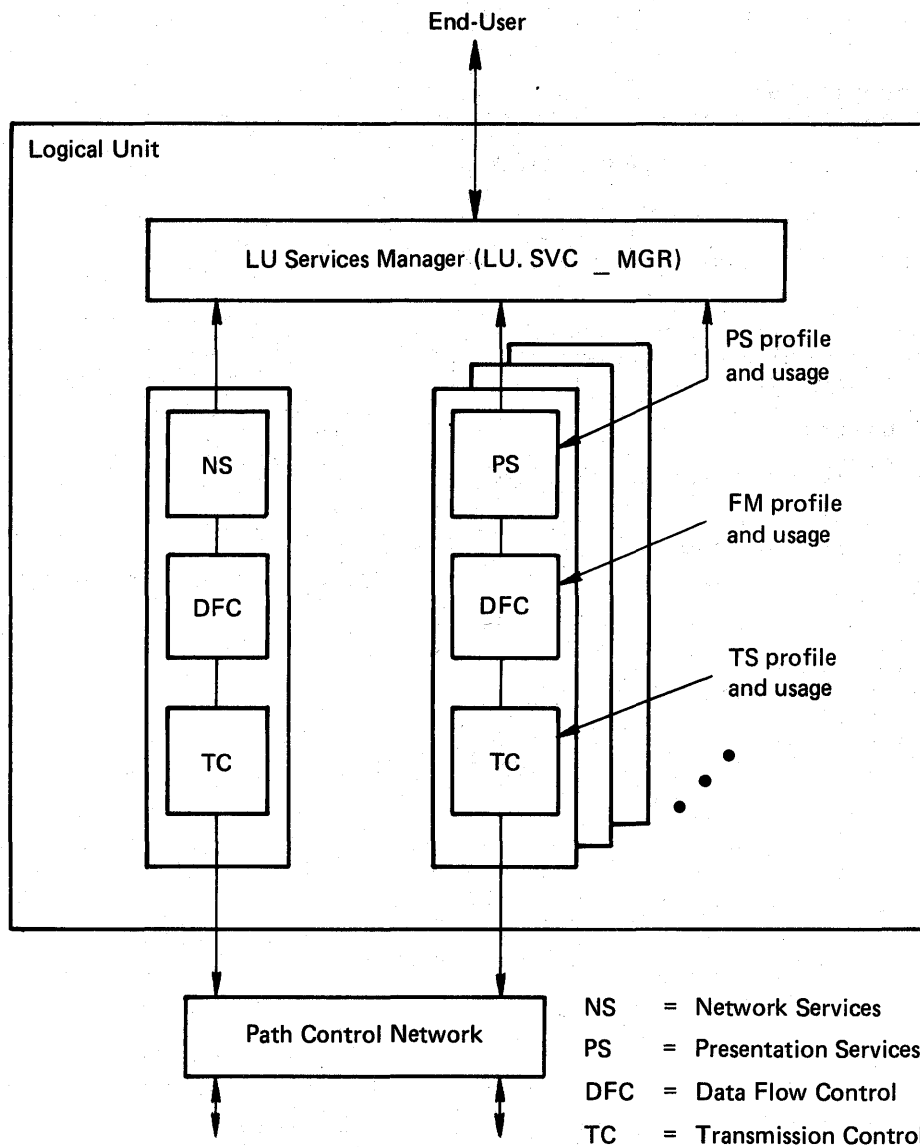 End-User
Logical Unit
LU Services Manager (LU. SVC _ MGR)
PS profile
and usage
NS
PS
FM profile
and usage
DFC
DFC
TS profile
and usage
TC
TC
Path Control Network
NS = Network Services
PS = Presentation Services
DFC = Data Flow Control
TC = Transmission Control